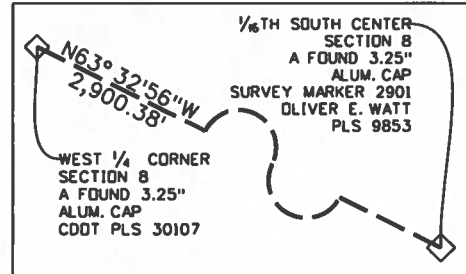 1/16TH SOUTH CENTER
SECTION 8
A FOUND 3.25"
ALUM. CAP
SURVEY MARKER 2901
OLIVER E. WATT
PLS 9853
N63° 32'56"W
2,900.38'
WEST 1/4 CORNER
SECTION 8
A FOUND 3.25"
ALUM. CAP
CDOT PLS 30107